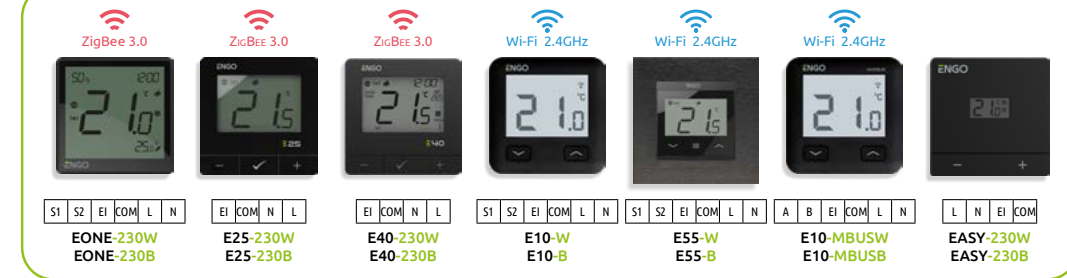 ZigBee 3.0
ZigBee 3.0
ZigBee 3.0
Wi-Fi 2.4GHz
Wi-Fi 2.4GHz
Wi-Fi 2.4GHz
50% 12:00
21.0 °C
25.0
ENGO
ENGO
21.5 °C
E25
– ✓ +
ENGO
12:00
21.5 °C
E40
– ✓ +
ENGO
21.0 °C
21.5
ENGO
21.0 °C
ENGO
21.0
– +
S1 S2 EI COM L N
EI COM N L
EI COM N L
S1 S2 EI COM L N
S1 S2 EI COM L N
A B EI COM L N
L N EI COM
EONE-230W
EONE-230B
E25-230W
E25-230B
E40-230W
E40-230B
E10-W
E10-B
E55-W
E55-B
E10-MBUSW
E10-MBUSB
EASY-230W
EASY-230B